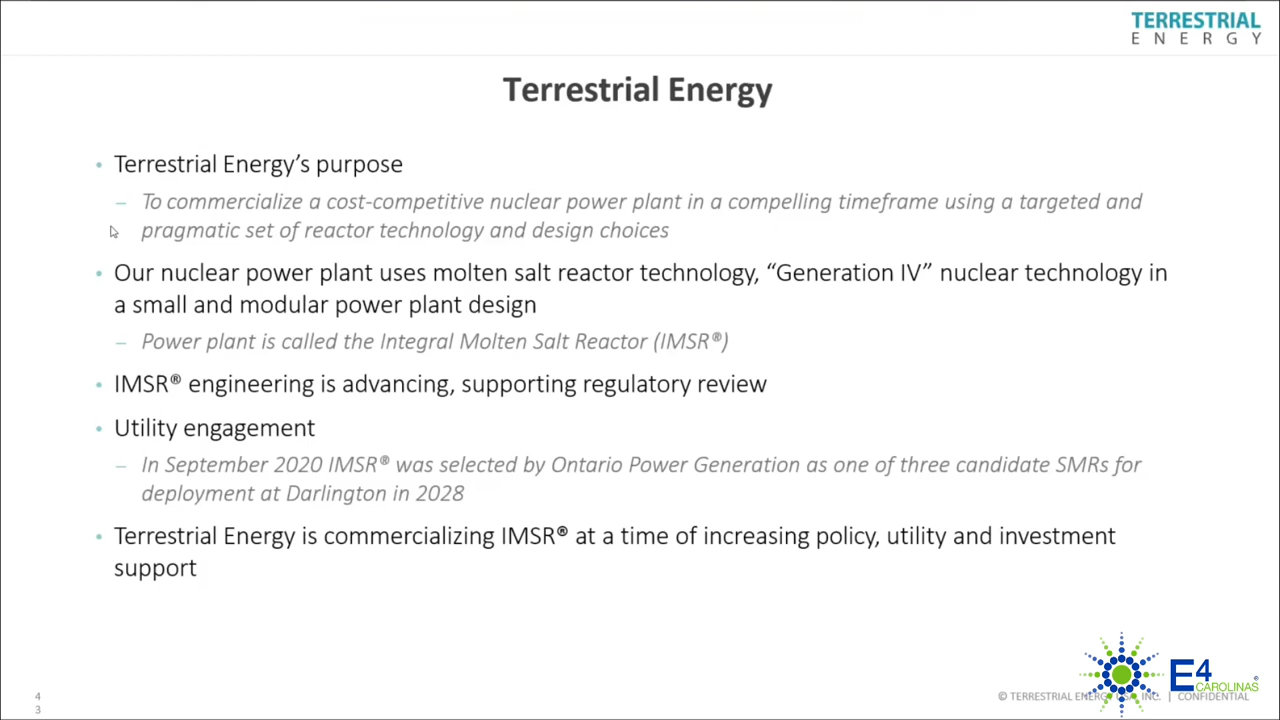 TERRESTRIAL
ENERGY
Terrestrial Energy
• Terrestrial Energy’s purpose
– To commercialize a cost-competitive nuclear power plant in a compelling timeframe using a targeted and
pragmatic set of reactor technology and design choices
• Our nuclear power plant uses molten salt reactor technology, “Generation IV” nuclear technology in
a small and modular power plant design
– Power plant is called the Integral Molten Salt Reactor (IMSR®)
• IMSR® engineering is advancing, supporting regulatory review
• Utility engagement
– In September 2020 IMSR® was selected by Ontario Power Generation as one of three candidate SMRs for
deployment at Darlington in 2028
• Terrestrial Energy is commercializing IMSR® at a time of increasing policy, utility and investment
support
E4
CAROLINAS®
4
3
© TERRESTRIAL ENERGY INC. | CONFIDENTIAL